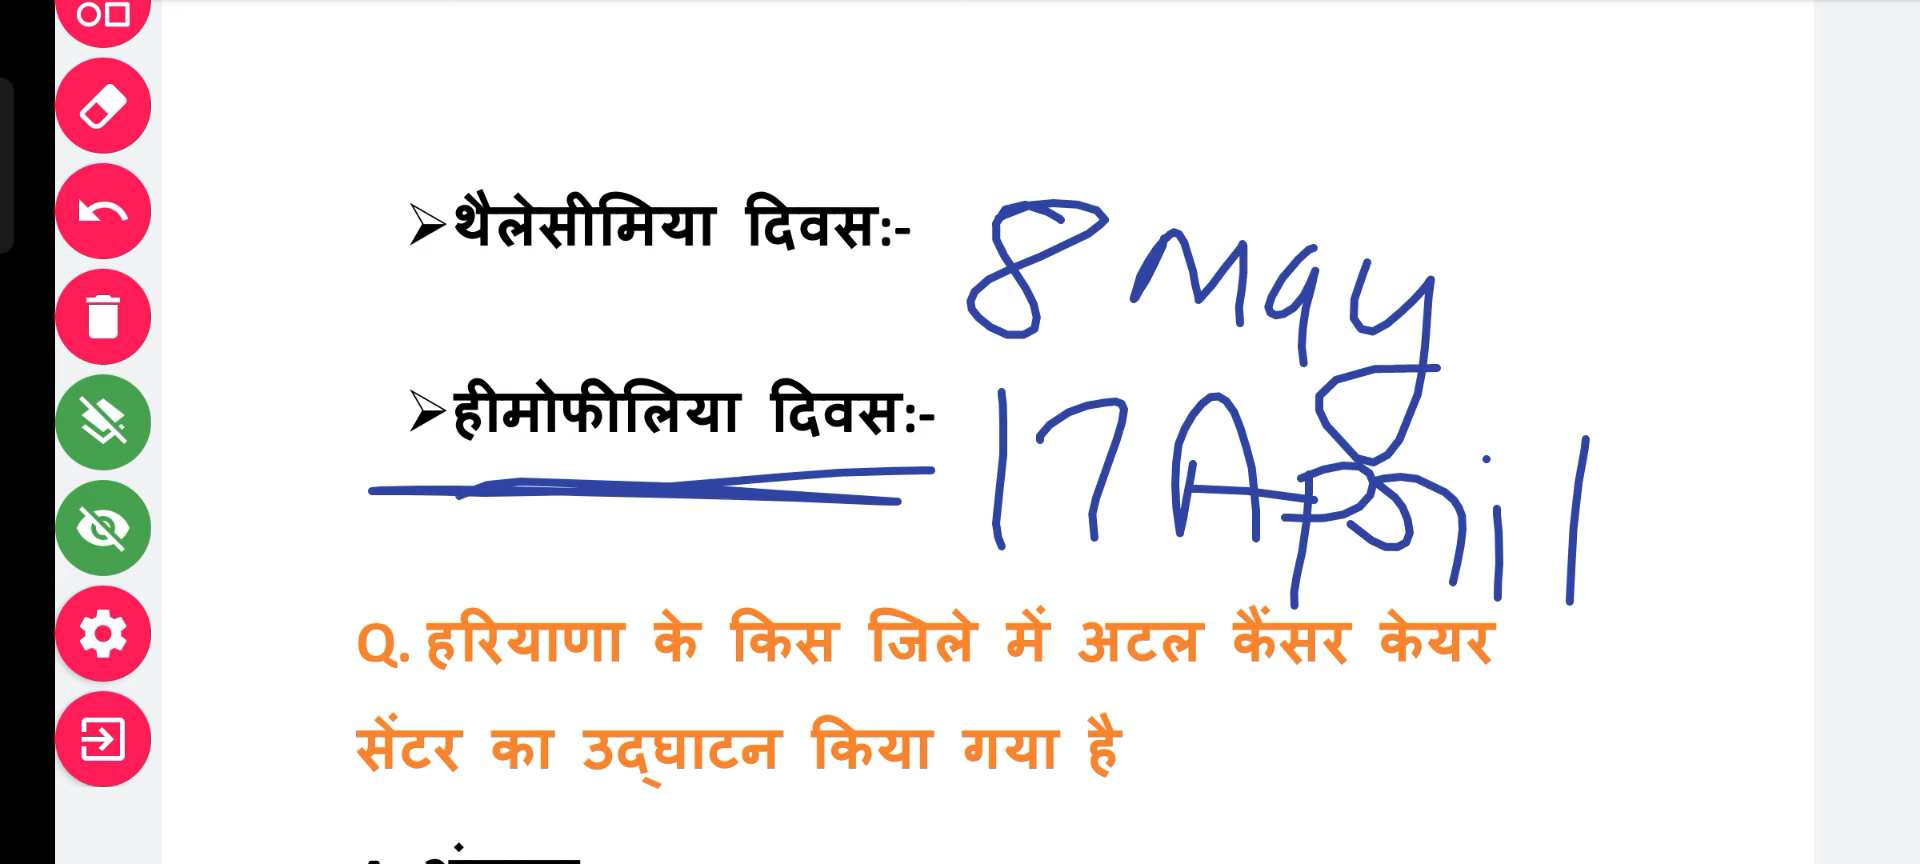 ➢थैलेसीमिया दिवस:- 8 May
➢हीमोफीलिया दिवस:- 17 April
Q. हरियाणा के किस जिले में अटल कैंसर केयर
सेंटर का उद्घाटन किया गया है